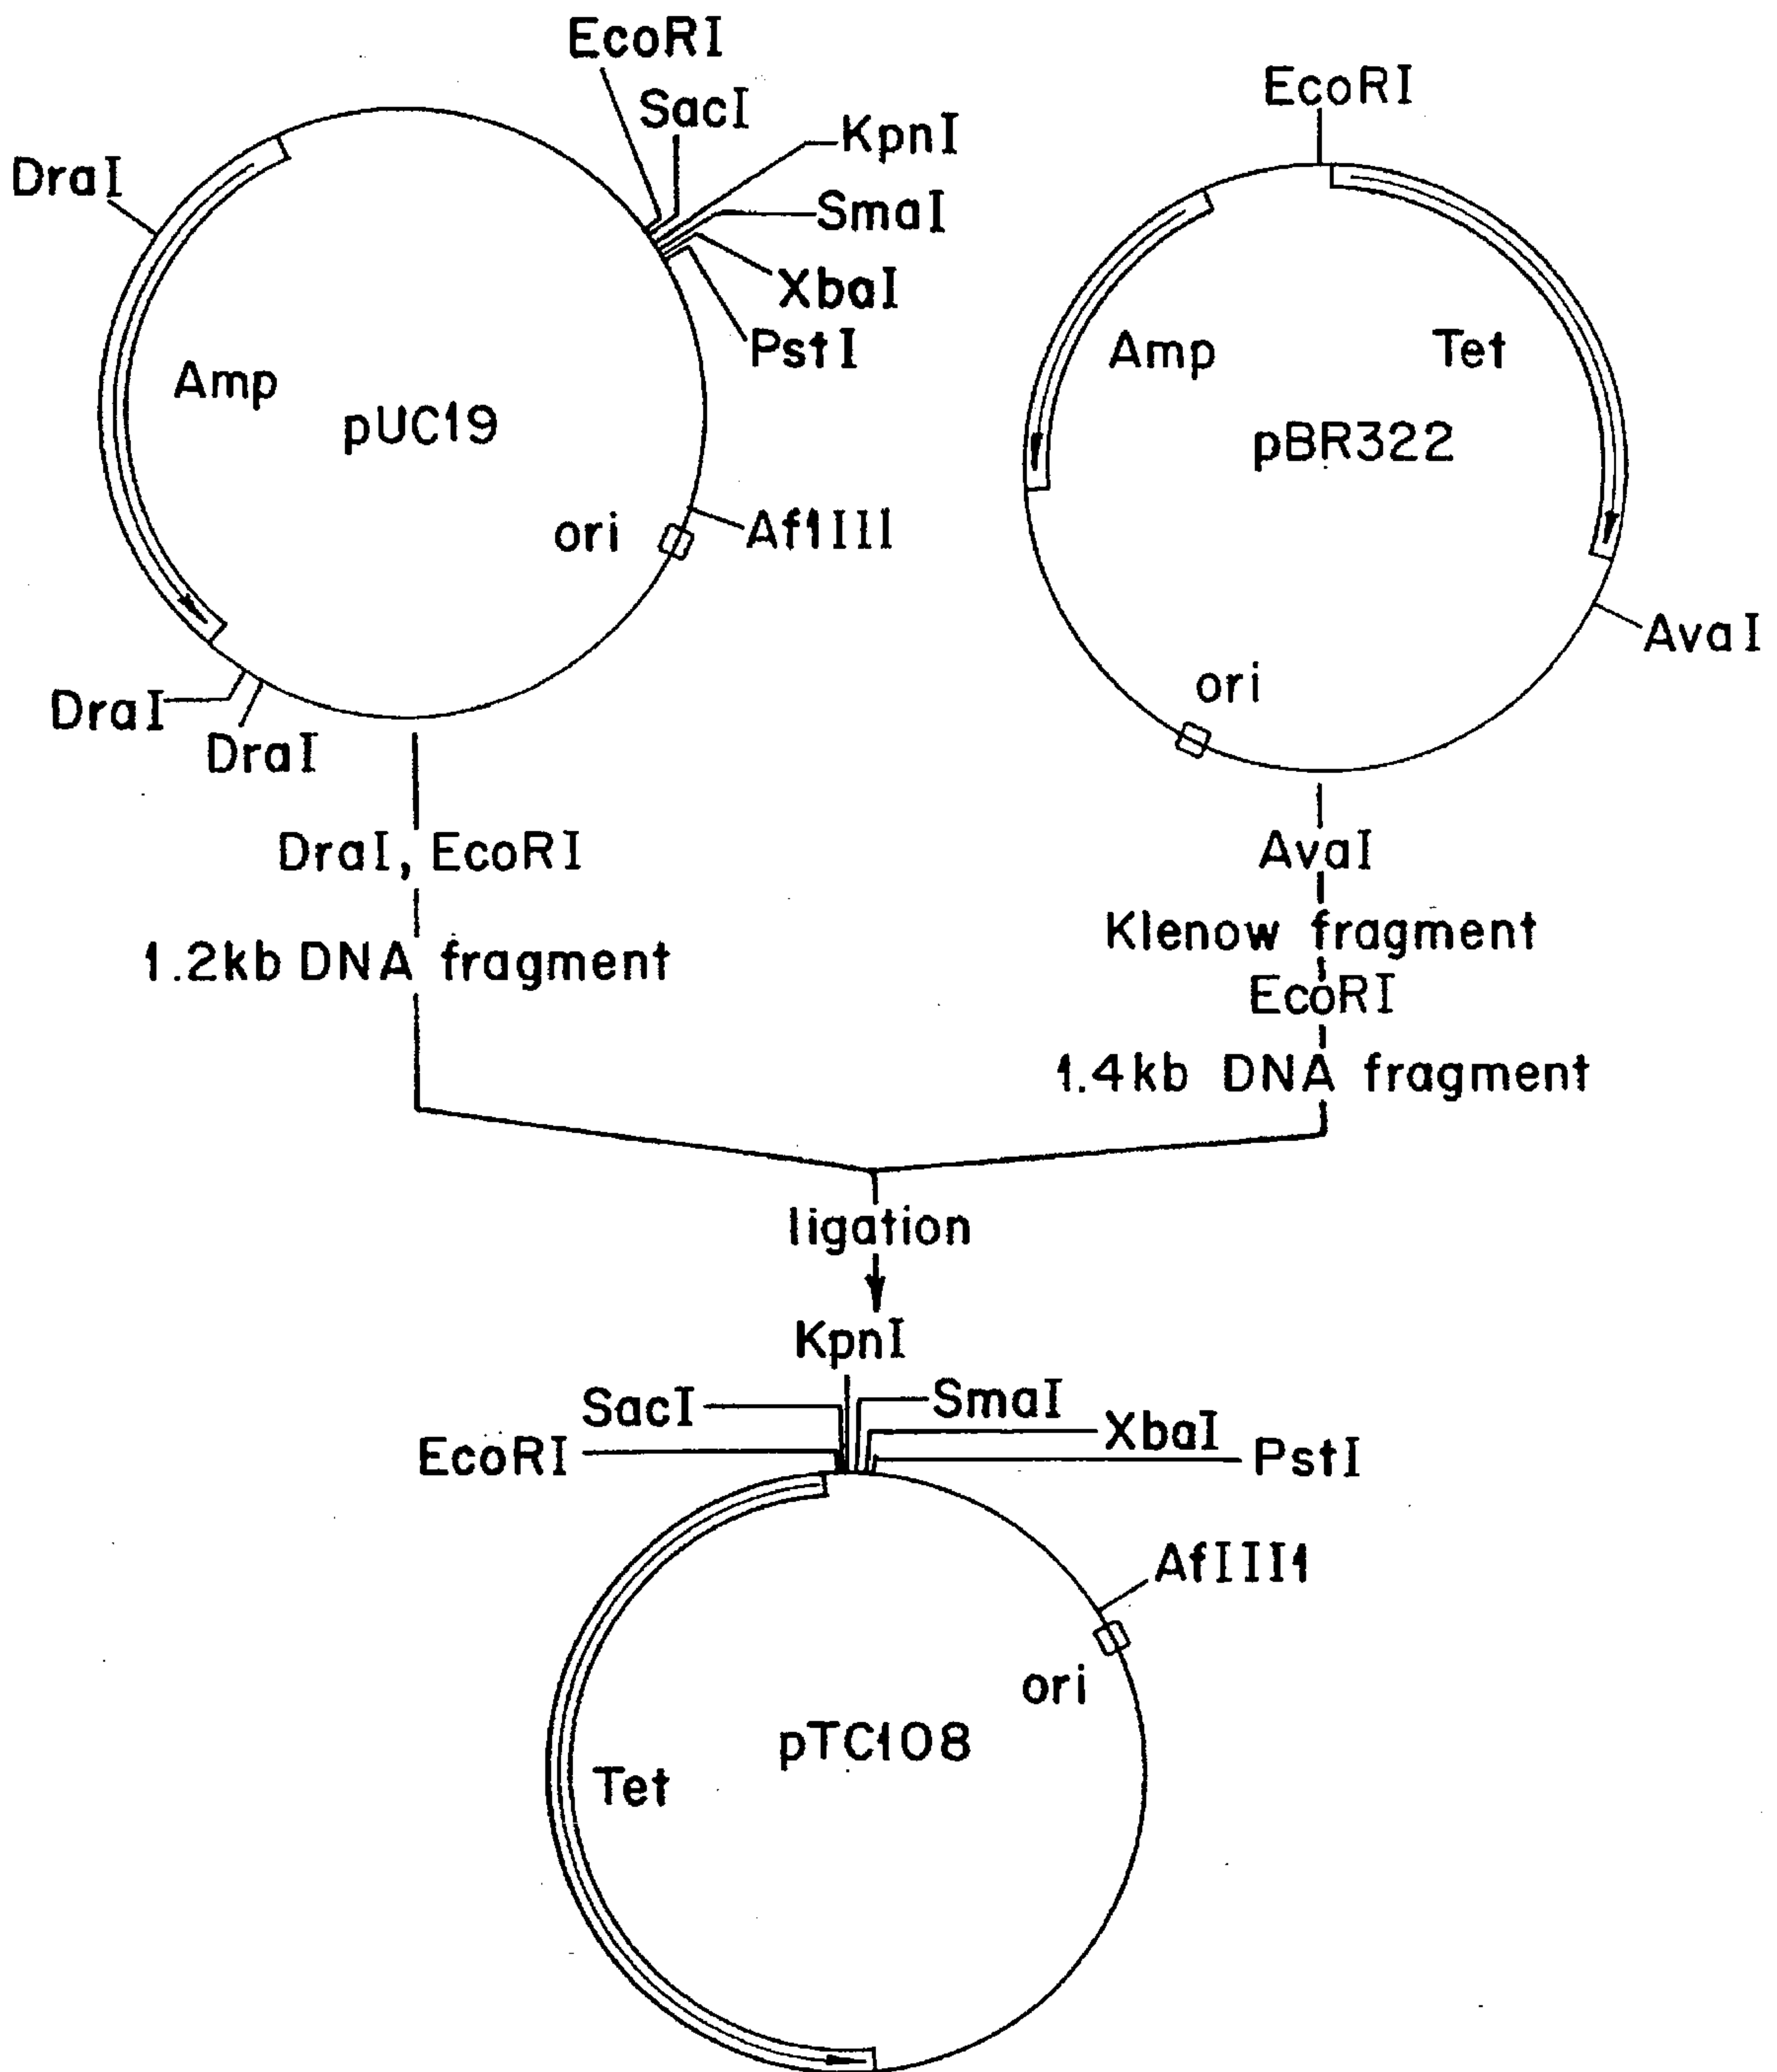 EcoRI
SacI
KpnI
SmaI
XbaI
PstI
DraI
Amp
pUC19
ori
Af1III
DraI
DraI
EcoRI
Amp
Tet
pBR322
AvaI
ori
DraI, EcoRI
1.2kb DNA fragment
AvaI
Klenow fragment
EcoRI
1.4kb DNA fragment
ligation
KpnI
SacI
SmaI
EcoRI
XbaI
PstI
AfIII1
ori
pTC108
Tet